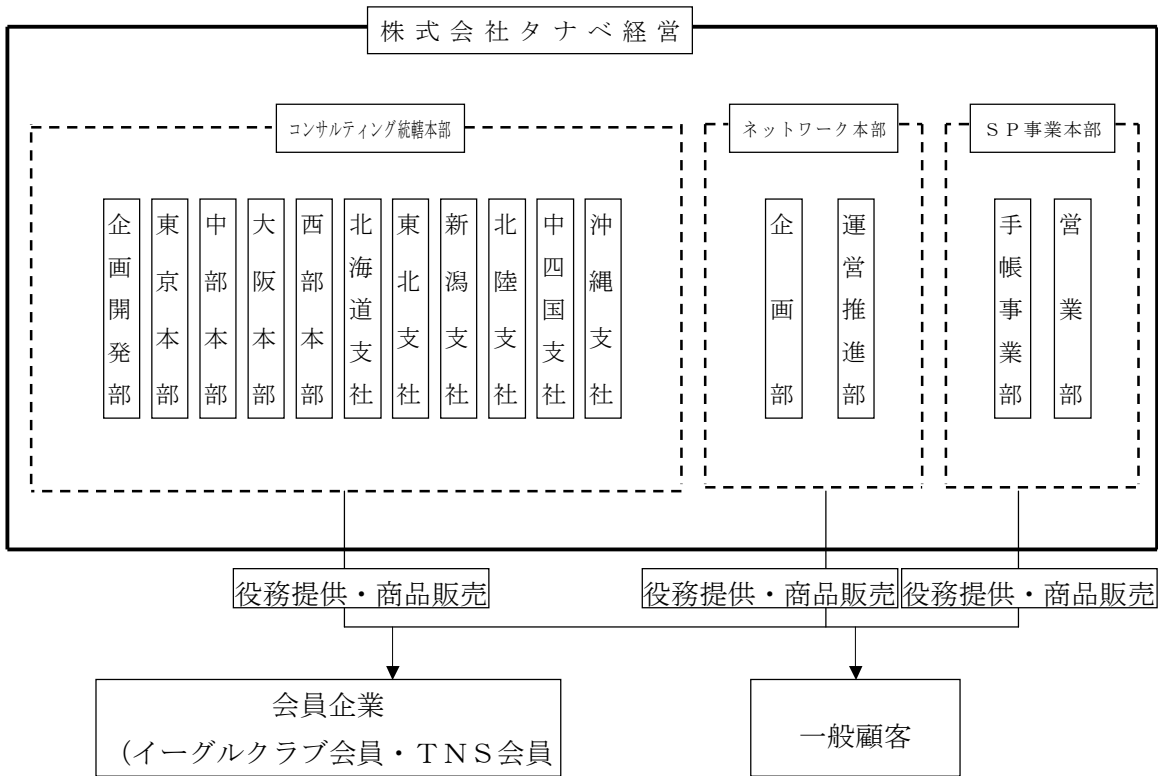 株式会社タナベ経営
コンサルティング統轄本部
ネットワーク本部
ＳＰ事業本部
企画開発部
東京本部
中部本部
大阪本部
西部本部
北海道支社
東北支社
新潟支社
北陸支社
中四国支社
沖縄支社
企画部
運営推進部
手帳事業部
営業部
役務提供・商品販売
役務提供・商品販売
役務提供・商品販売
会員企業
（イーグルクラブ会員・ＴＮＳ会員
一般顧客